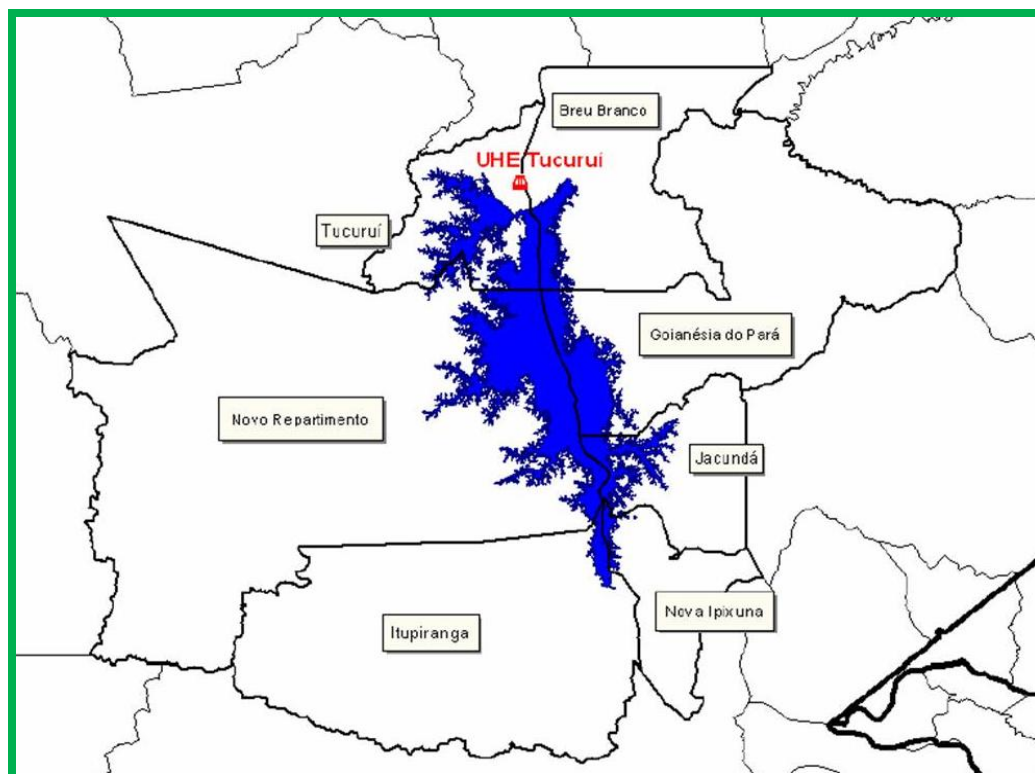 Breu Branco
UHE Tucuruí
Tucuruí
Goianésia do Pará
Novo Repartimento
Jacundá
Nova Ipixuna
Itupiranga